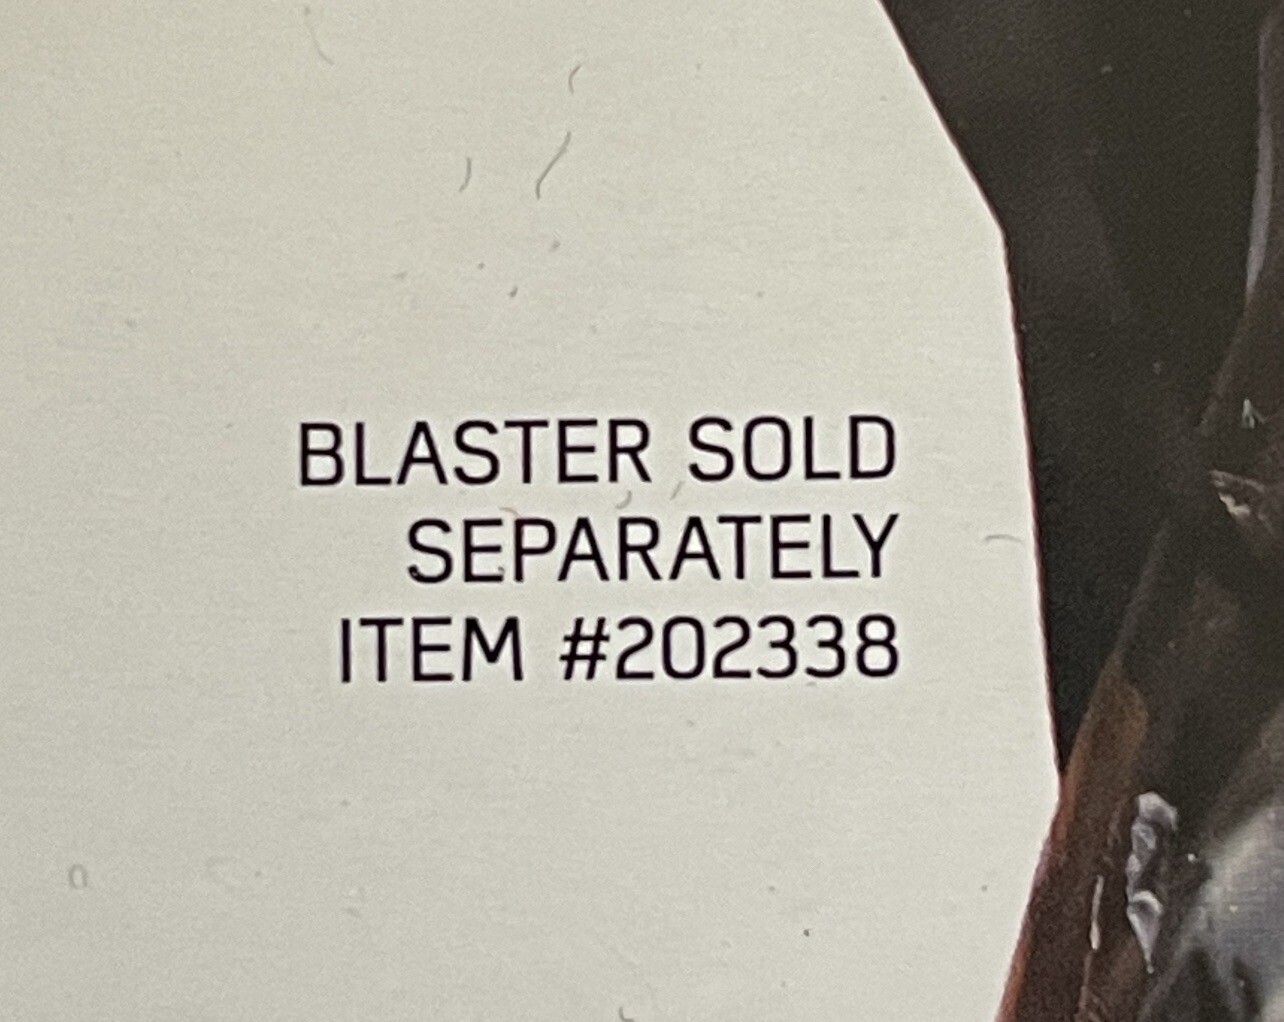 BLASTER SOLD
SEPARATELY
ITEM #202338